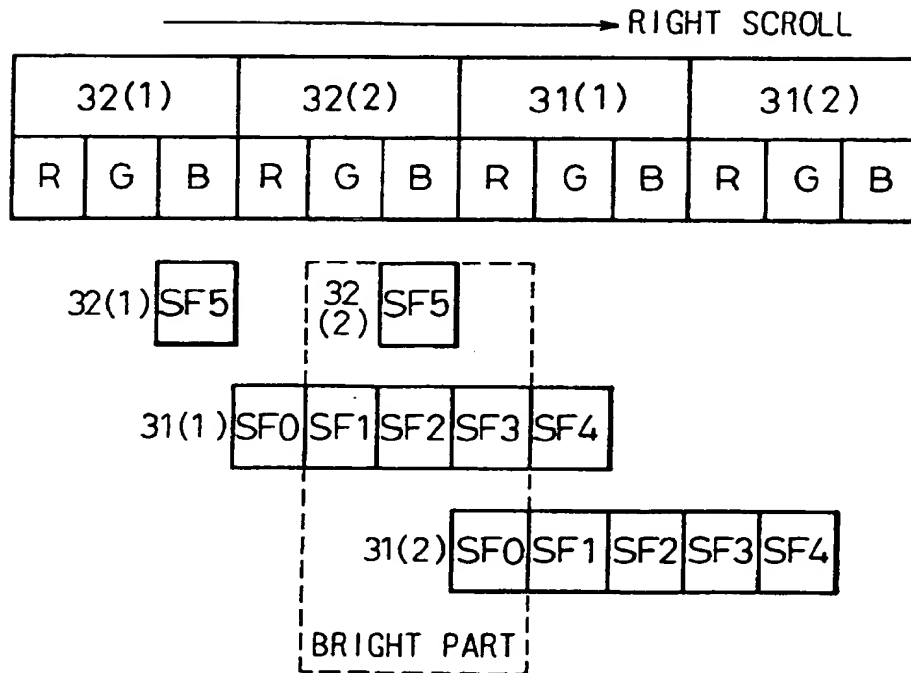 RIGHT SCROLL
32(1) 32(2) 31(1) 31(2)
R G B R G B R G B R G B
32(1) SF5 32 (2) SF5
31(1) SF0 SF1 SF2 SF3 SF4
31(2) SF0 SF1 SF2 SF3 SF4
BRIGHT PART